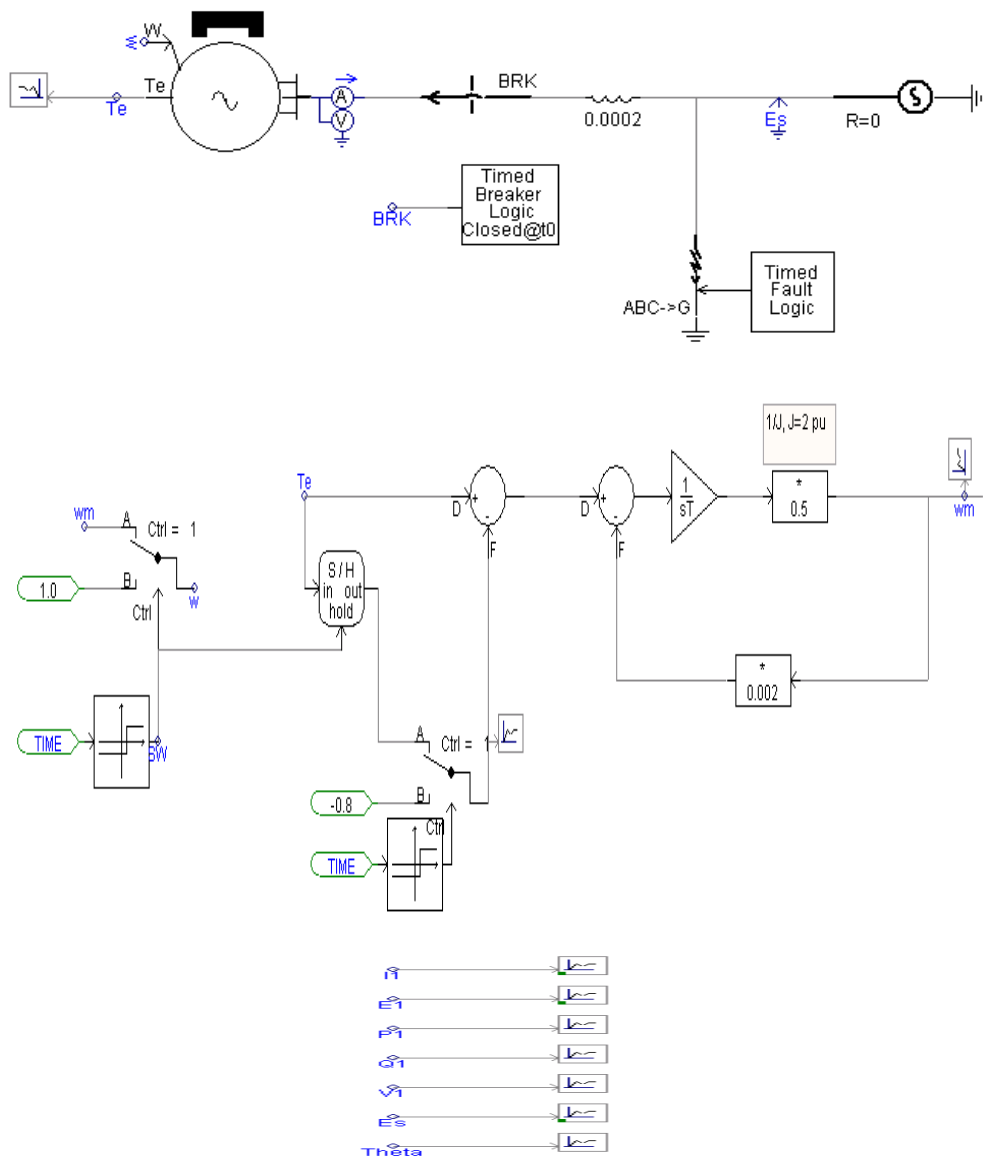 W
W
Te
Te
A
V
BRK
0.0002
Es
R=0
S
BRK
Timed
Breaker
Logic
Closed@t0
ABC->G
Timed
Fault
Logic
1/J, J=2 pu
Te
D
+
-
F
D
+
-
F
1
sT
*
0.5
wm
wm
A
Ctrl = 1
1.0
B
Ctrl
w
S / H
in out
hold
*
0.002
TIME
SW
A
Ctrl = 1
-0.8
B
Ctrl
TIME
I1
E1
P1
Q1
V1
Es
Theta